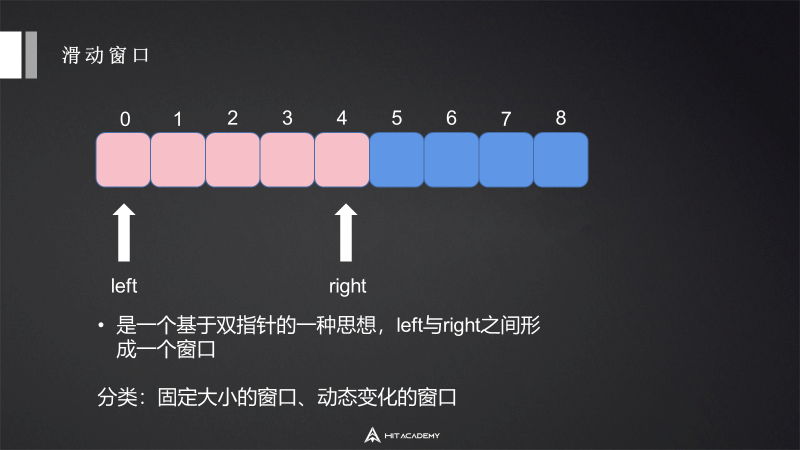 滑动窗口
0 1 2 3 4 5 6 7 8
left right
• 是一个基于双指针的一种思想，left与right之间形
成一个窗口
分类：固定大小的窗口、动态变化的窗口
HIT ACADEMY